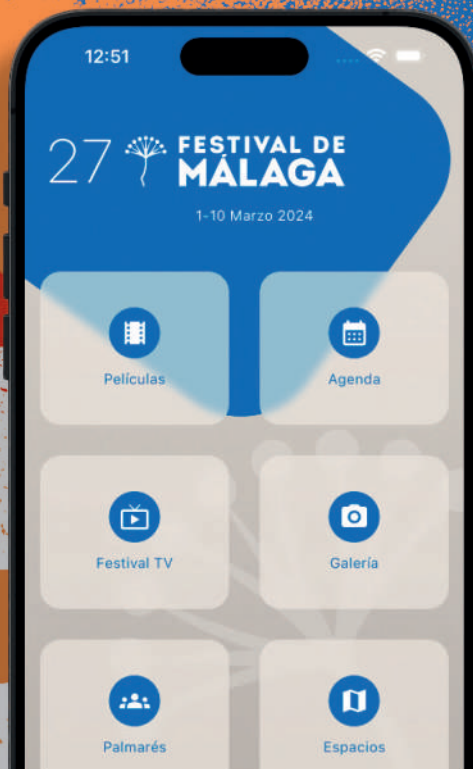 12:51
27 FESTIVAL DE
MÁLAGA
1-10 Marzo 2024
Películas
Agenda
Festival TV
Galería
Palmarés
Espacios